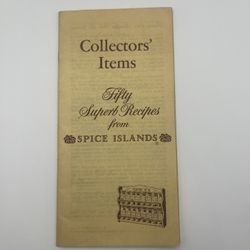 Collectors'
Items
Fifty
Superb Recipes
from
SPICE ISLANDS®